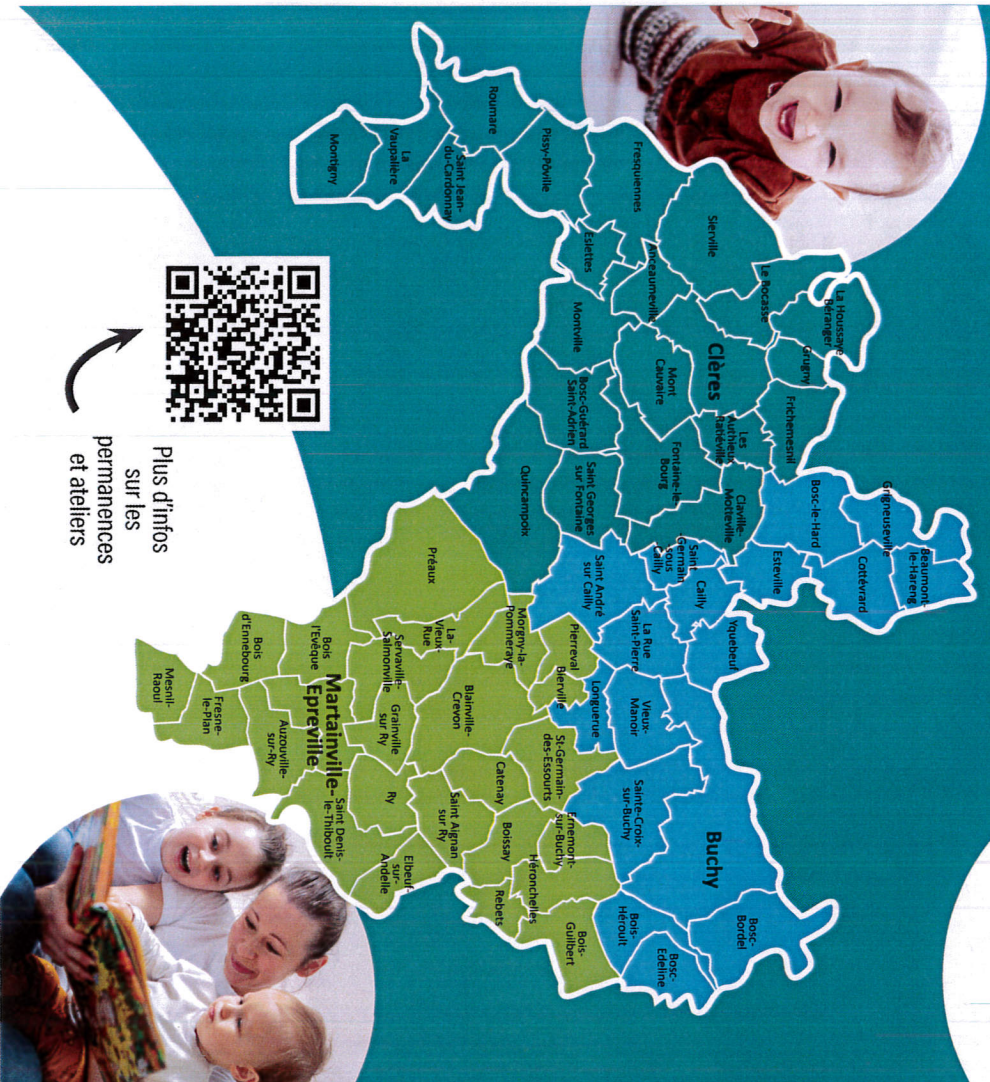 Beaumont-
le-Hareng
Grigneuseville
Cottévrard
Bosc-le-Hard
Esteville
Yquebeuf
Cailly
Saint
Germain
-sous
Cailly
Saint André
sur Cailly
La Rue
Saint-Pierre
Vieux-
Manoir
Longuerue
Sainte-Croix-
sur-Buchy
Buchy
Bosc-
Bordel
Bosc-
Edeline
Bois-
Héroult
La Houssaye
Béranger
Grugny
Frichemesnil
Le Bocasse
Clères
Les
Authieux
Ratiéville
Claville-
Motteville
Sierville
Anceaumeville
Mont
Cauvaire
Fontaine-le-
Bourg
Fresquiennes
Eslettes
Montville
Bosc-Guérard
Saint-Adrien
Saint Georges
sur Fontaine
Quincampoix
Pissy-Pôville
Roumare
Saint Jean-
du-Cardonnay
La
Vaupalière
Montigny
Pierreval
Bierville
Morgny-la-
Pommeraye
St-Germain-
des-Essourts
Ernemont-
sur-Buchy
Bois-
Guilbert
Héronchelles
Rebets
Boissay
Catenay
Blainville-
Crevon
Préaux
La-
Vieux-
Rue
Servaville-
Salmonville
Grainville
sur Ry
Saint Aignan
sur Ry
Ry
Elbeuf-
sur-
Andelle
Bois
l'Evêque
Martainville-
Epreville
Saint Denis-
le-Thiboult
Bois
d'Ennebourg
Auzouville-
sur-Ry
Fresne-
le-Plan
Mesnil-
Raoul
Plus d'infos
sur les
permanences
et ateliers